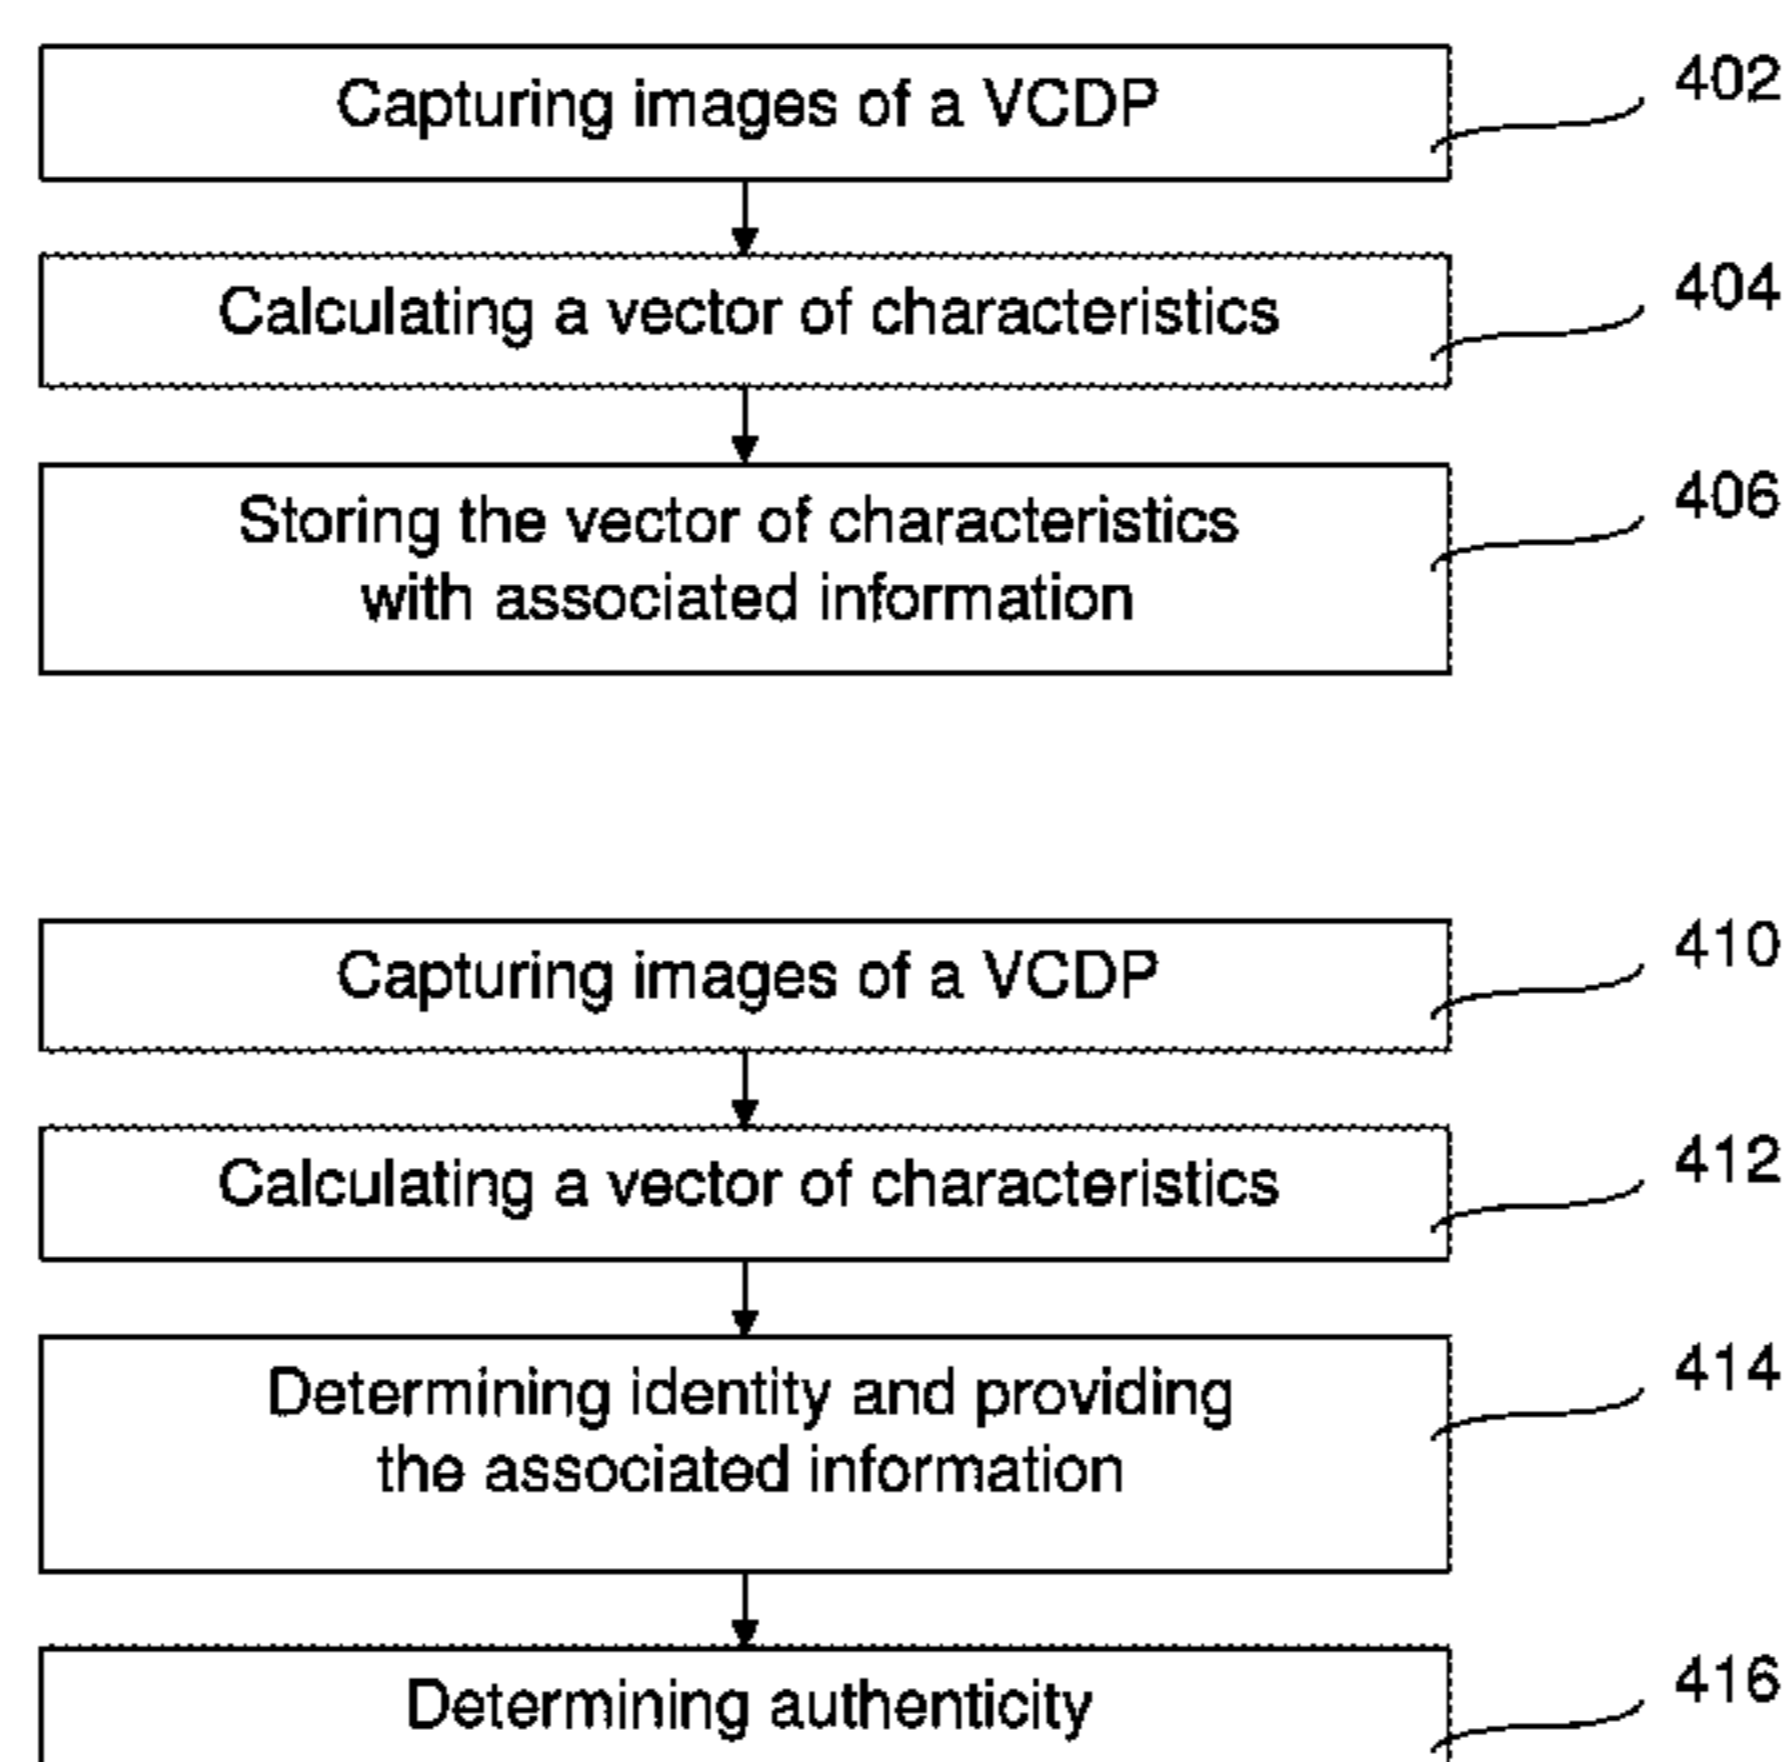 Capturing images of a VCDP
402
Calculating a vector of characteristics
404
Storing the vector of characteristics
with associated information
406
Capturing images of a VCDP
410
Calculating a vector of characteristics
412
Determining identity and providing
the associated information
414
Determining authenticity
416